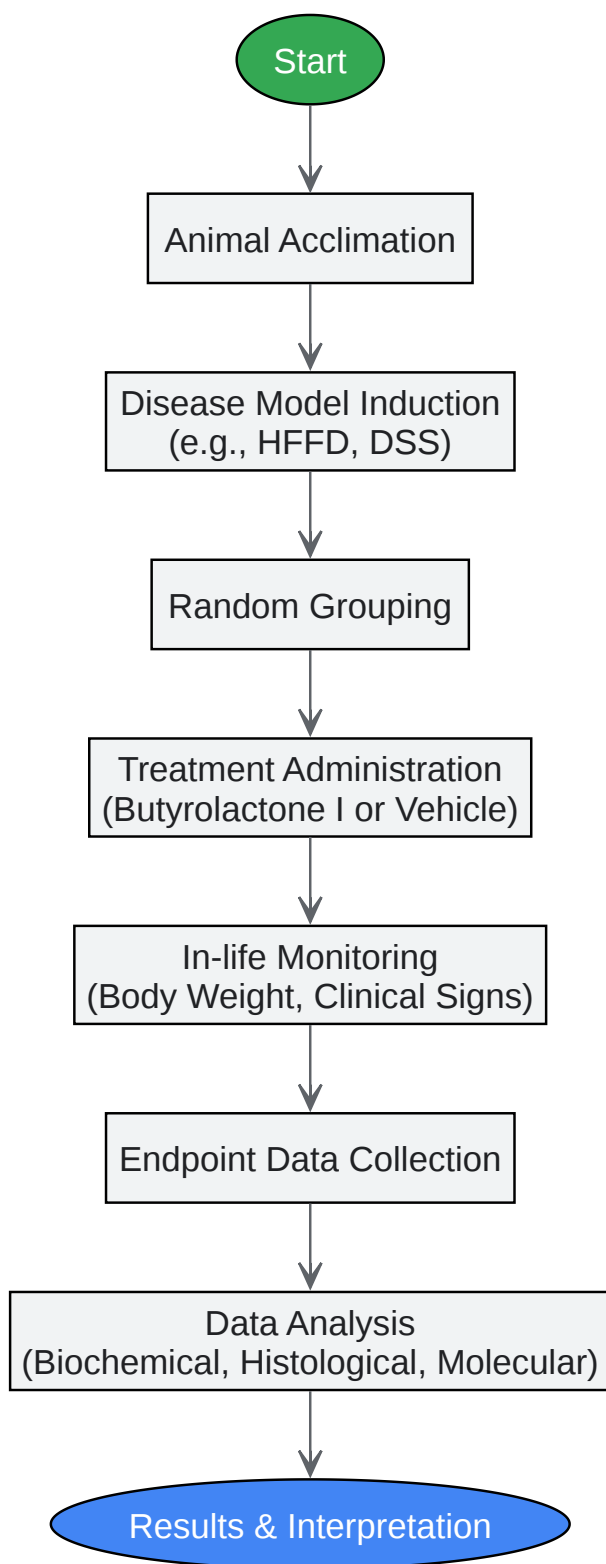 Start
Animal Acclimation
Disease Model Induction
(e.g., HFFD, DSS)
Random Grouping
Treatment Administration
(Butyrolactone I or Vehicle)
In-life Monitoring
(Body Weight, Clinical Signs)
Endpoint Data Collection
Data Analysis
(Biochemical, Histological, Molecular)
Results & Interpretation